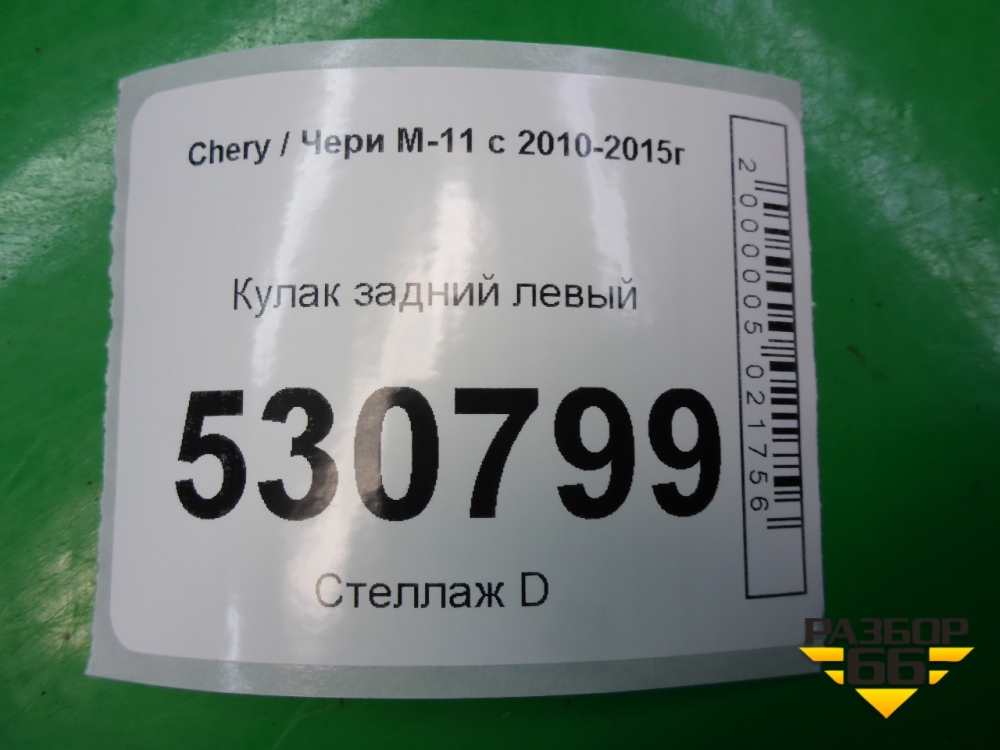 Chery / Чери М-11 с 2010-2015г
Кулак задний левый
530799
Стеллаж D
2000005021756
РАЗБОР
66